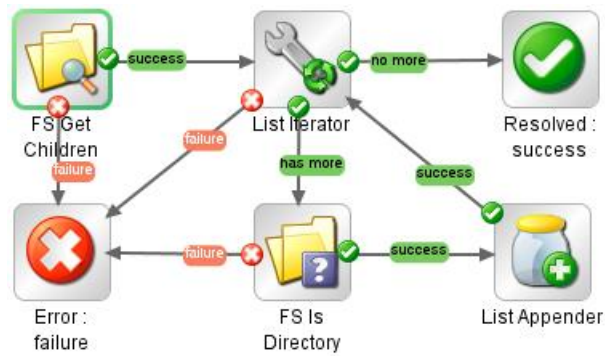 success
no more
FS Get
Children
List Iterator
Resolved :
success
failure
failure
has more
success
failure
success
Error :
failure
FS Is
Directory
List Appender
?